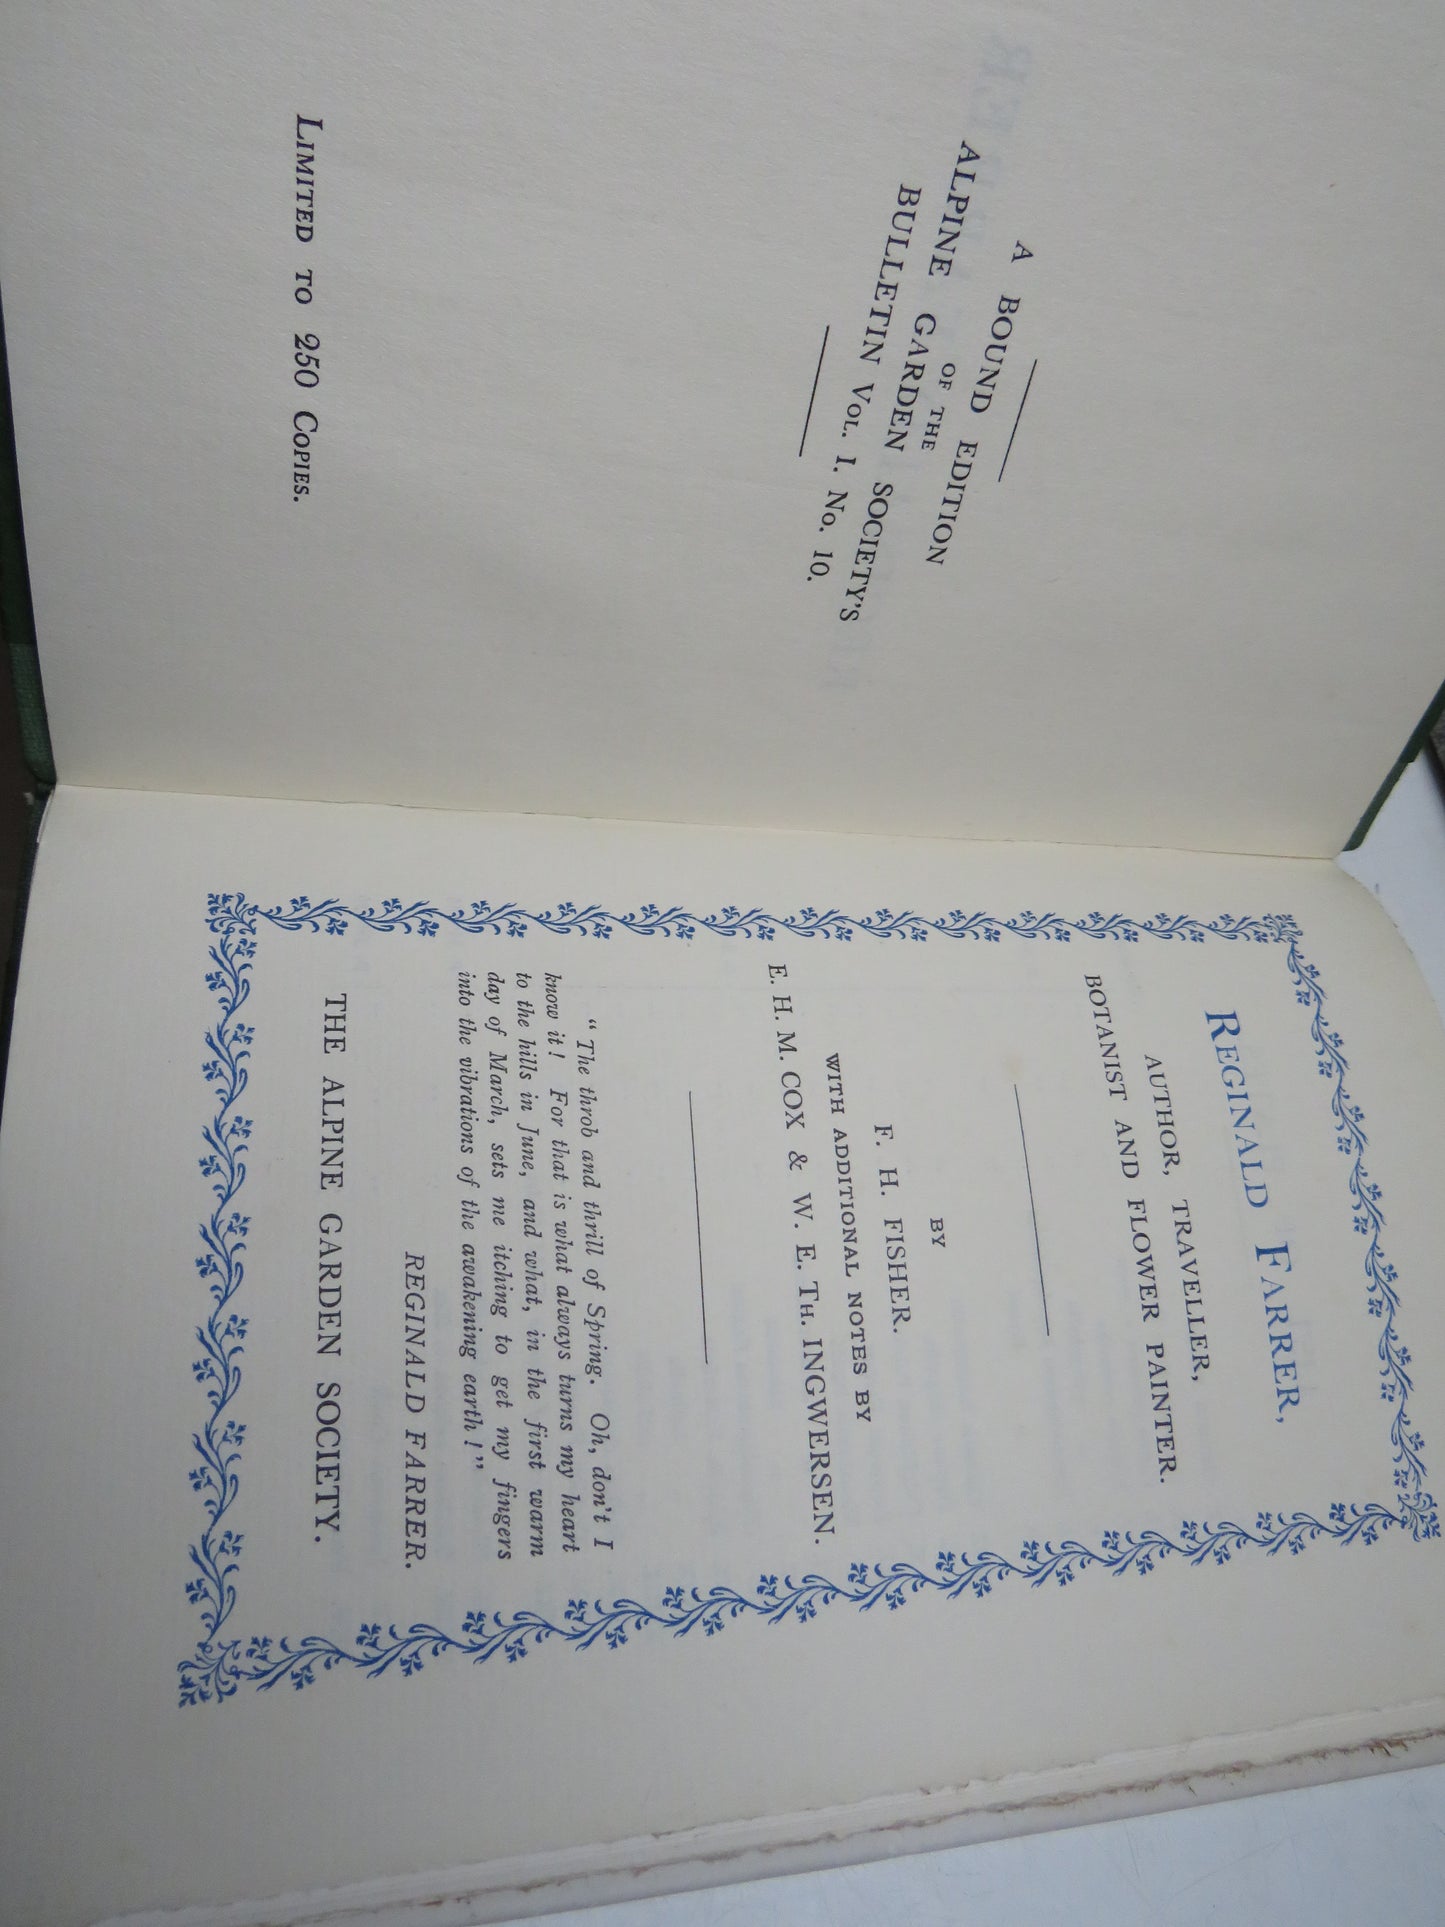 A BOUND EDITION
OF THE
ALPINE GARDEN SOCIETY'S
BULLETIN VOL. I. NO. 10.
LIMITED TO 250 COPIES.
REGINALD FARRER,
AUTHOR, TRAVELLER,
BOTANIST AND FLOWER PAINTER.
BY
F. H. FISHER.
WITH ADDITIONAL NOTES BY
E. H. M. COX & W. E. TH. INGWERSEN.
“ The throb and thrill of Spring. Oh, don't I
know it! For that is what always turns my heart
to the hills in June, and what, in the first warm
day of March, sets me itching to get my fingers
into the vibrations of the awakening earth!”
REGINALD FARRER.
THE ALPINE GARDEN SOCIETY.